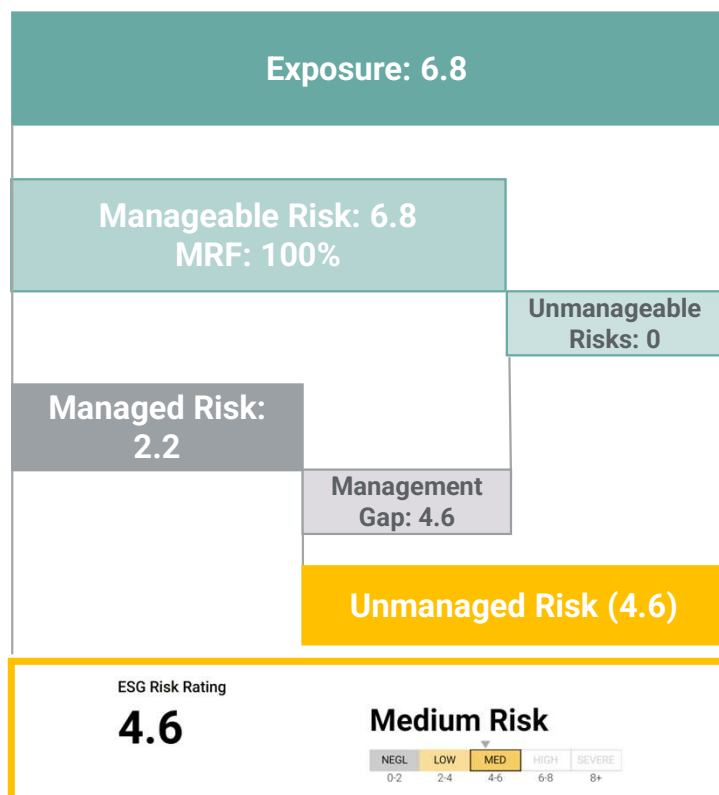 Exposure: 6.8
Manageable Risk: 6.8
MRF: 100%
Unmanageable
Risks: 0
Managed Risk:
2.2
Management
Gap: 4.6
Unmanaged Risk (4.6)
ESG Risk Rating
4.6
Medium Risk
NEGL LOW MED HIGH SEVERE
0-2 2-4 4-6 6-8 8+